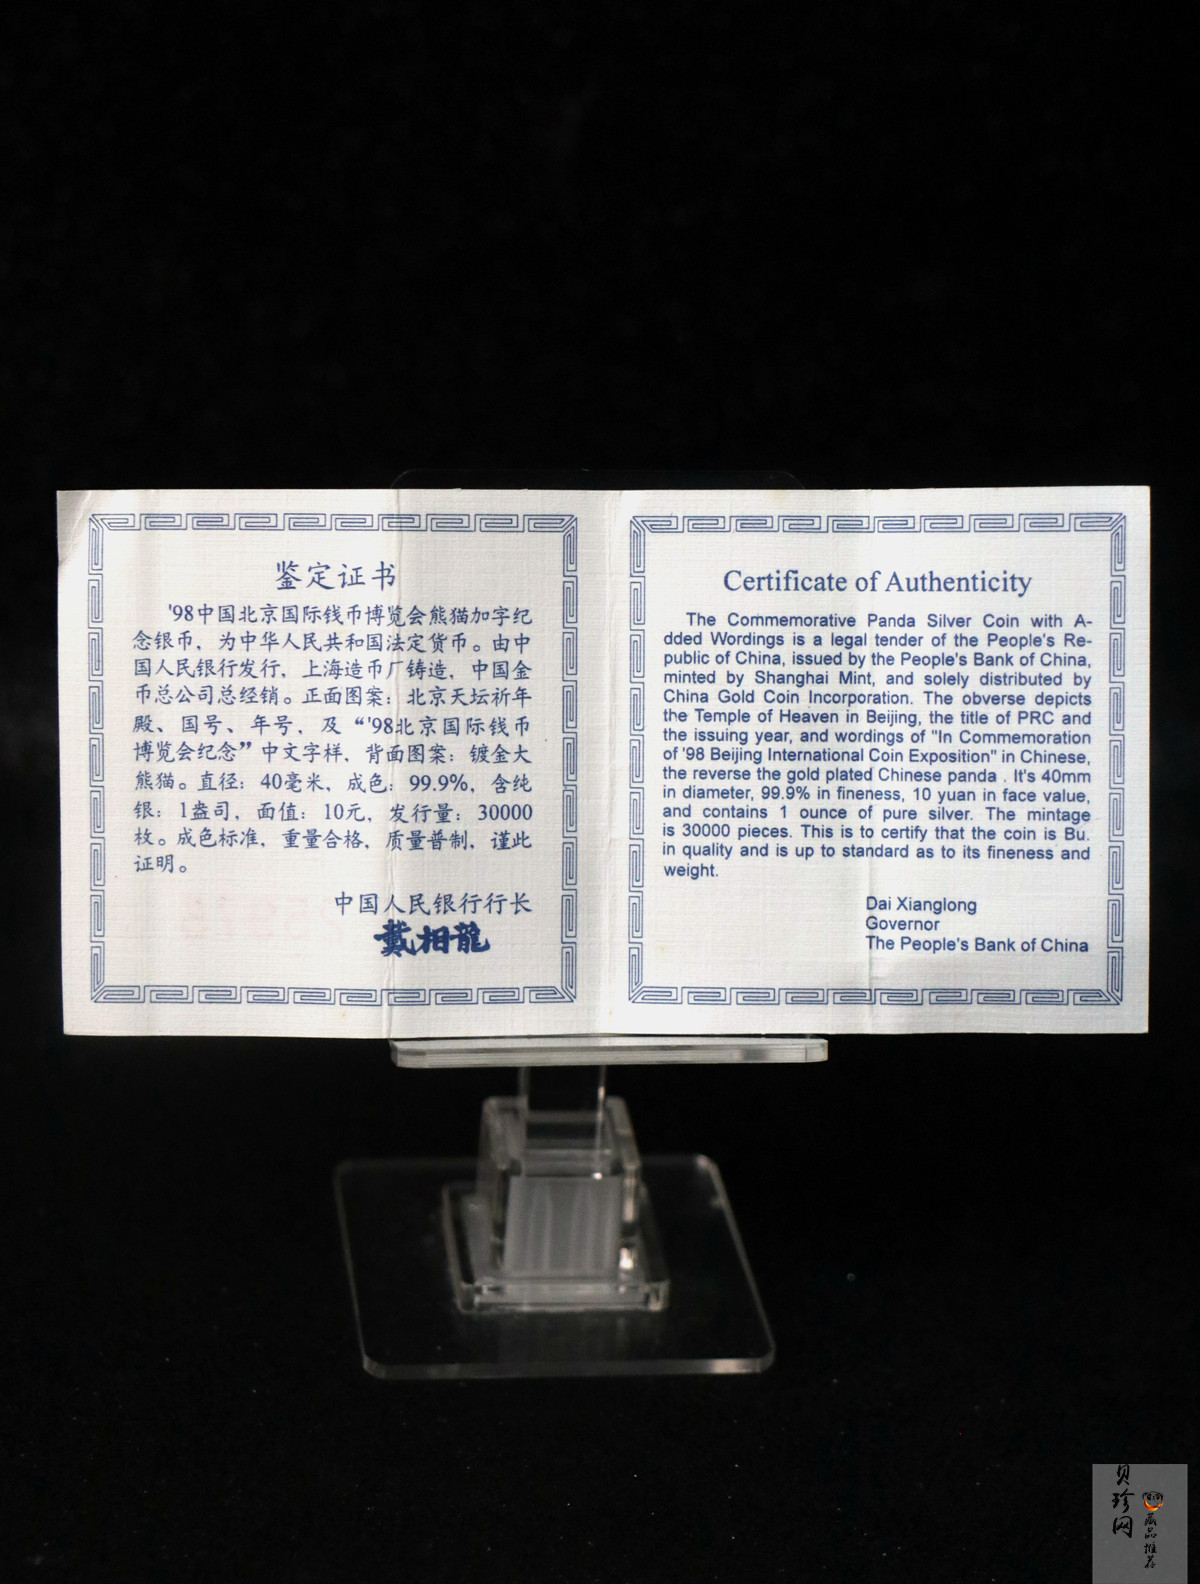 鉴定证书
'98中国北京国际钱币博览会熊猫加字纪
念银币，为中华人民共和国法定货币。由中
国人民银行发行，上海造币厂铸造，中国金
币总公司总经销。正面图案：北京天坛祈年
殿、国号、年号，及“'98北京国际钱币
博览会纪念”中文字样，背面图案：镀金大
熊猫。直径：40毫米，成色：99.9%，含纯
银：1盎司，面值：10元，发行量：30000
枚。成色标准，重量合格，质量普制，谨此
证明。
中国人民银行行长
戴相龍
Certificate of Authenticity
The Commemorative Panda Silver Coin with A-
dded Wordings is a legal tender of the People's Re-
public of China, issued by the People's Bank of China,
minted by Shanghai Mint, and solely distributed by
China Gold Coin Incorporation. The obverse depicts
the Temple of Heaven in Beijing, the title of PRC and
the issuing year, and wordings of "In Commemoration
of '98 Beijing International Coin Exposition" in Chinese,
the reverse the gold plated Chinese panda . It's 40mm
in diameter, 99.9% in fineness, 10 yuan in face value,
and contains 1 ounce of pure silver. The mintage
is 30000 pieces. This is to certify that the coin is Bu.
in quality and is up to standard as to its fineness and
weight.
Dai Xianglong
Governor
The People's Bank of China
贝珍网
藏品推荐